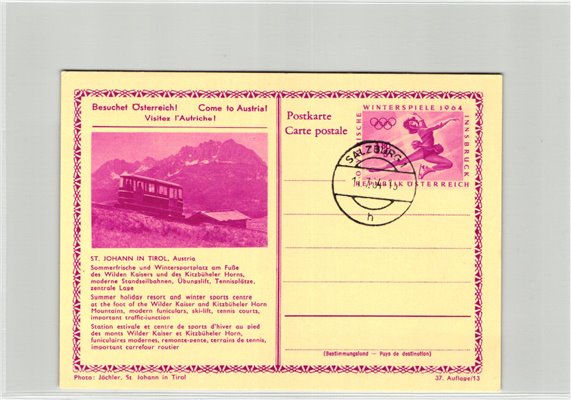 Besuchet Österreich! Come to Austria!
Visitez l'Autriche!
ST. JOHANN IN TIROL, Austria
Sommerfrische und Wintersportplatz am Fuße
des Wilden Kaisers und des Kitzbüheler Horns,
moderne Standseilbahnen, Übungslift, Tennisplätze,
zentrale Lage
Summer holiday resort and winter sports centre
at the foot of the Wilder Kaiser and Kitzbüheler Horn
Mountains, modern funiculars, ski-lift, tennis courts,
important traffic-junction
Station estivale et centre de sports d'hiver au pied
des monts Wilder Kaiser et Kitzbüheler Horn,
funiculaires modernes, remonte-pente, terrains de tennis,
important carrefour routier
Photo: Jöchler, St. Johann in Tirol
Postkarte
Carte postale
WINTERSPIELE 1964
INNSBRUCK
REPUBLIK ÖSTERREICH
SALZBURG
h
(Bestimmungsland — Pays de destination)
37. Auflage/13